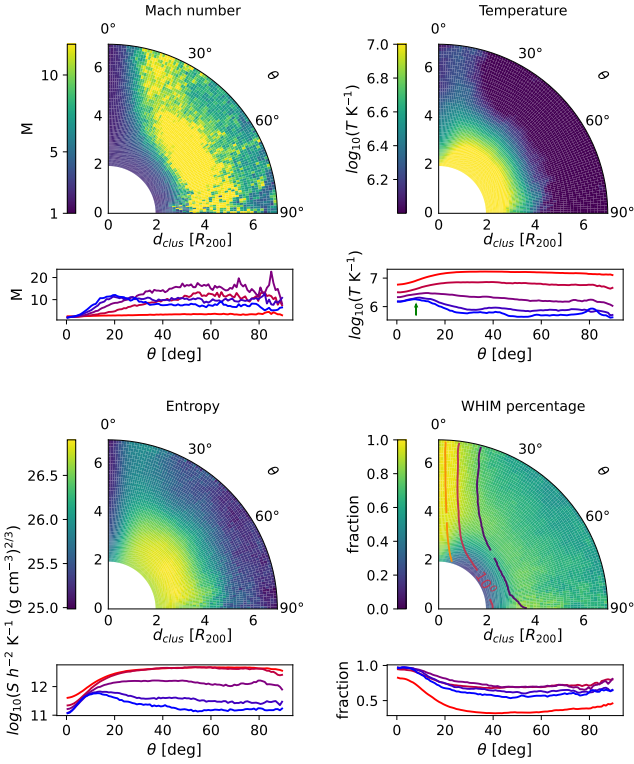 Mach number
0°
30°
θ
60°
90°
6
4
2
0
0 2 4 6
d_clus [R_200]
10
5
1
M
20
10
M
0 20 40 60 80
θ [deg]
Temperature
0°
30°
θ
60°
90°
6
4
2
0
0 2 4 6
d_clus [R_200]
7.0
6.8
6.6
6.4
6.2
log_10(T K^−1)
7
6
log_10(T K^−1)
0 20 40 60 80
θ [deg]
Entropy
0°
30°
θ
60°
90°
6
4
2
0
0 2 4 6
d_clus [R_200]
26.5
26.0
25.5
25.0
12
11
log_10(S h^−2 K^−1 (g cm^−3)^2/3)
0 20 40 60 80
θ [deg]
WHIM percentage
0°
30°
θ
60°
90°
6
4
2
0
0 2 4 6
d_clus [R_200]
1.0
0.8
0.6
0.4
0.2
0.0
fraction
1.0
0.5
fraction
0 20 40 60 80
θ [deg]